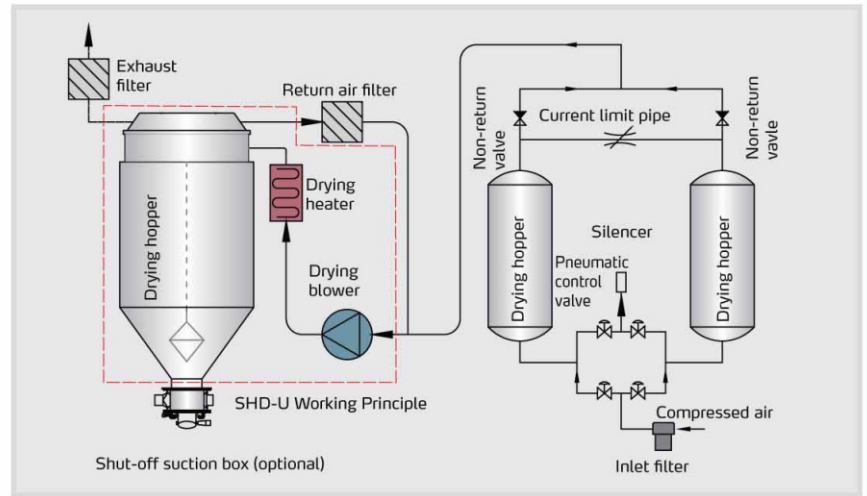 Exhaust
filter
Return air filter
Drying hopper
Drying
heater
Drying
blower
SHD-U Working Principle
Shut-off suction box (optional)
Non-return
valve
Current limit pipe
Non-return
vavle
Drying hopper
Silencer
Pneumatic
control
valve
Drying hopper
Compressed air
Inlet filter